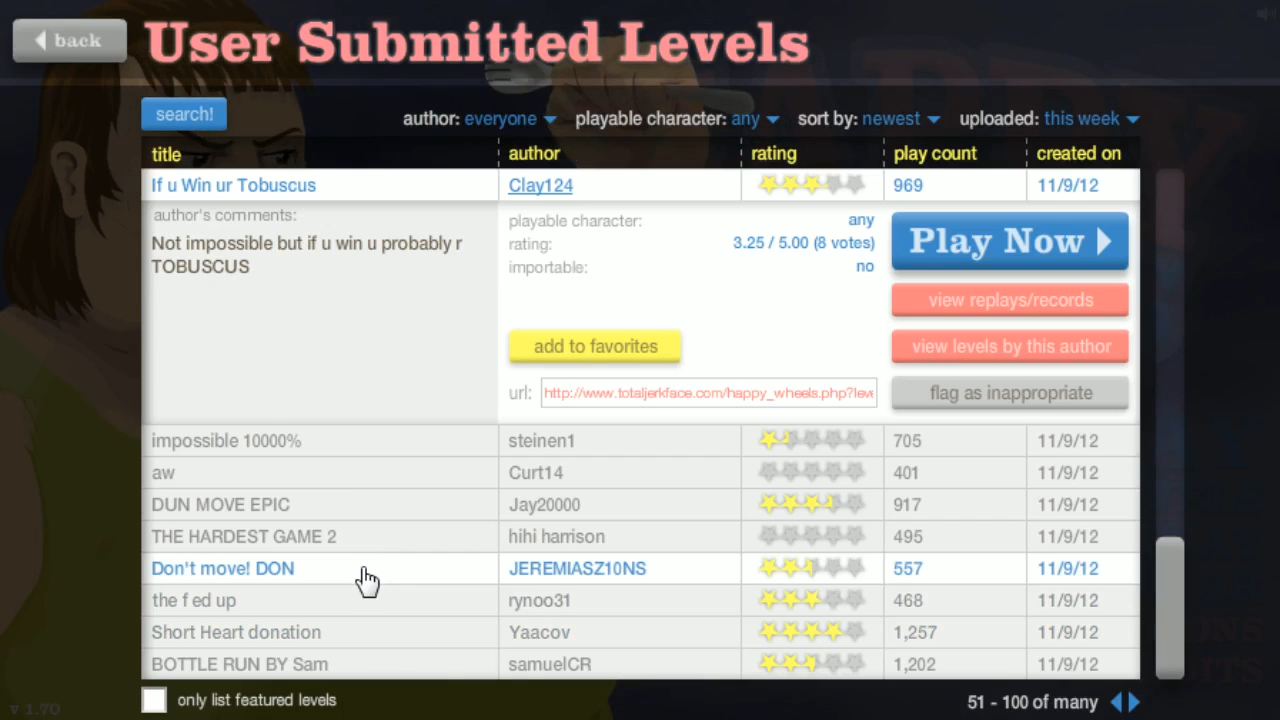 back
User Submitted Levels
search!
author: everyone playable character: any sort by: newest uploaded: this week
title author rating play count created on
If u Win ur Tobuscus Clay124 969 11/9/12
author's comments:
Not impossible but if u win u probably r
TOBUSCUS
playable character: any
rating: 3.25 / 5.00 (8 votes)
importable: no
Play Now
view replays/records
add to favorites
view levels by this author
url: http://www.totaljerkface.com/happy_wheels.php?leve
flag as inappropriate
impossible 10000% steinen1 705 11/9/12
aw Curt14 401 11/9/12
DUN MOVE EPIC Jay20000 917 11/9/12
THE HARDEST GAME 2 hihi harrison 495 11/9/12
Don't move! DON JEREMIASZ10NS 557 11/9/12
the f ed up rynoo31 468 11/9/12
Short Heart donation Yaacov 1,257 11/9/12
BOTTLE RUN BY Sam samuelCR 1,202 11/9/12
only list featured levels
51 - 100 of many
v 1.70